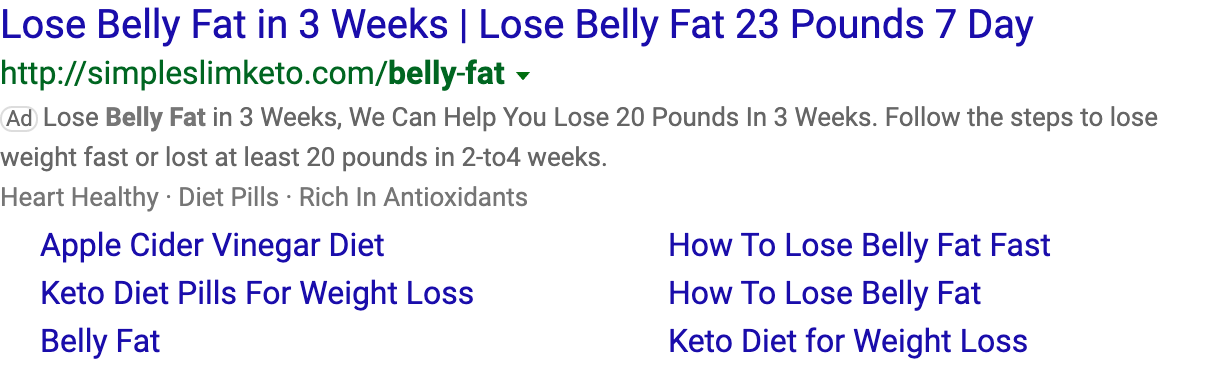 Lose Belly Fat in 3 Weeks | Lose Belly Fat 23 Pounds 7 Day
http://simpleslimketo.com/belly-fat
Ad Lose Belly Fat in 3 Weeks, We Can Help You Lose 20 Pounds In 3 Weeks. Follow the steps to lose
weight fast or lost at least 20 pounds in 2-to4 weeks.
Heart Healthy · Diet Pills · Rich In Antioxidants
Apple Cider Vinegar Diet
How To Lose Belly Fat Fast
Keto Diet Pills For Weight Loss
How To Lose Belly Fat
Belly Fat
Keto Diet for Weight Loss